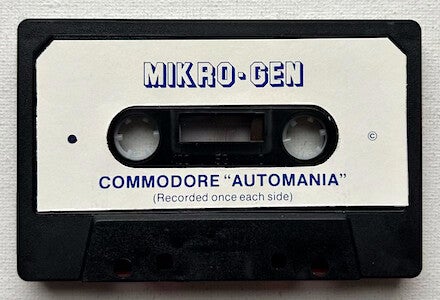 MIKRO-GEN
©
COMMODORE "AUTOMANIA"
(Recorded once each side)